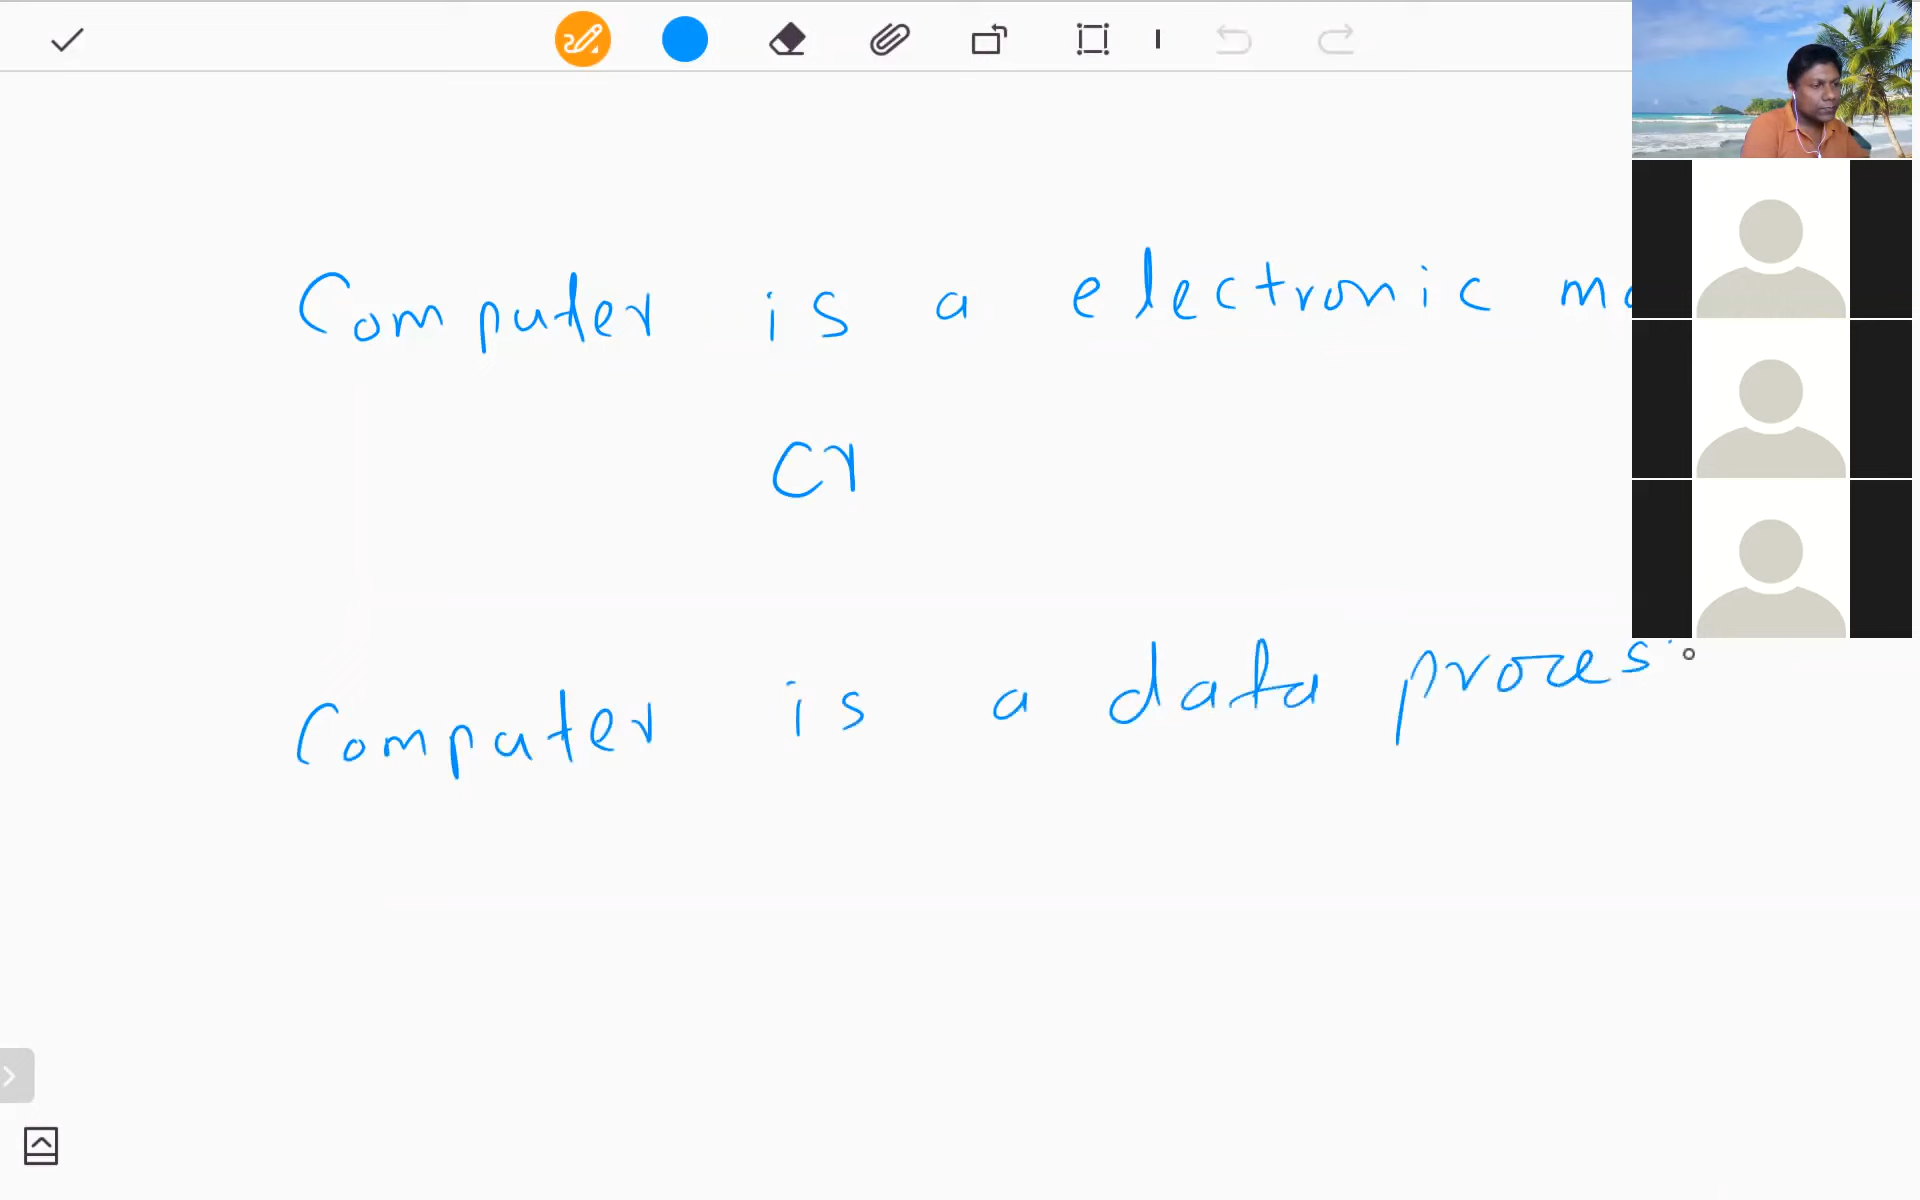 Computer is a electronic
or
Computer is a data proces